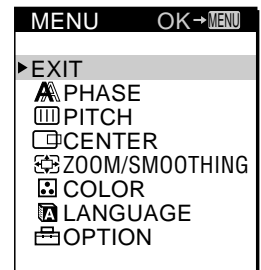 MENU OK→MENU
▶EXIT
PHASE
PITCH
CENTER
ZOOM/SMOOTHING
COLOR
LANGUAGE
OPTION